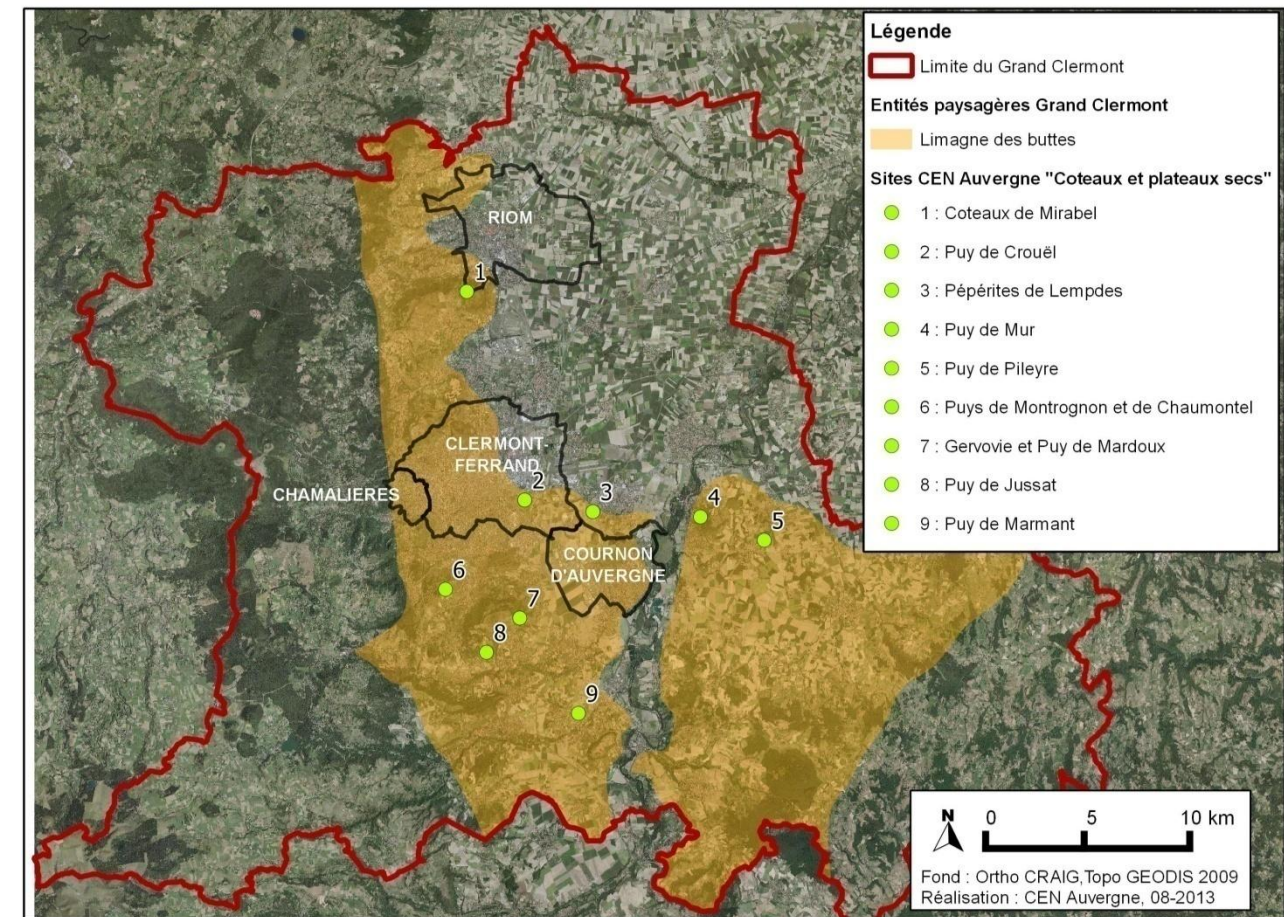 Légende
Limite du Grand Clermont
Entités paysagères Grand Clermont
Limagne des buttes
Sites CEN Auvergne "Coteaux et plateaux secs"
1 : Coteaux de Mirabel
2 : Puy de Crouël
3 : Pépérites de Lempdes
4 : Puy de Mur
5 : Puy de Pileyre
6 : Puys de Montrognon et de Chaumontel
7 : Gervovie et Puy de Mardoux
8 : Puy de Jussat
9 : Puy de Marmant
RIOM
1
CLERMONT-
FERRAND
CHAMALIERES
2
3
4
5
COURNON
D'AUVERGNE
6
7
8
9
N
0 5 10 km
Fond : Ortho CRAIG,Topo GEODIS 2009
Réalisation : CEN Auvergne, 08-2013